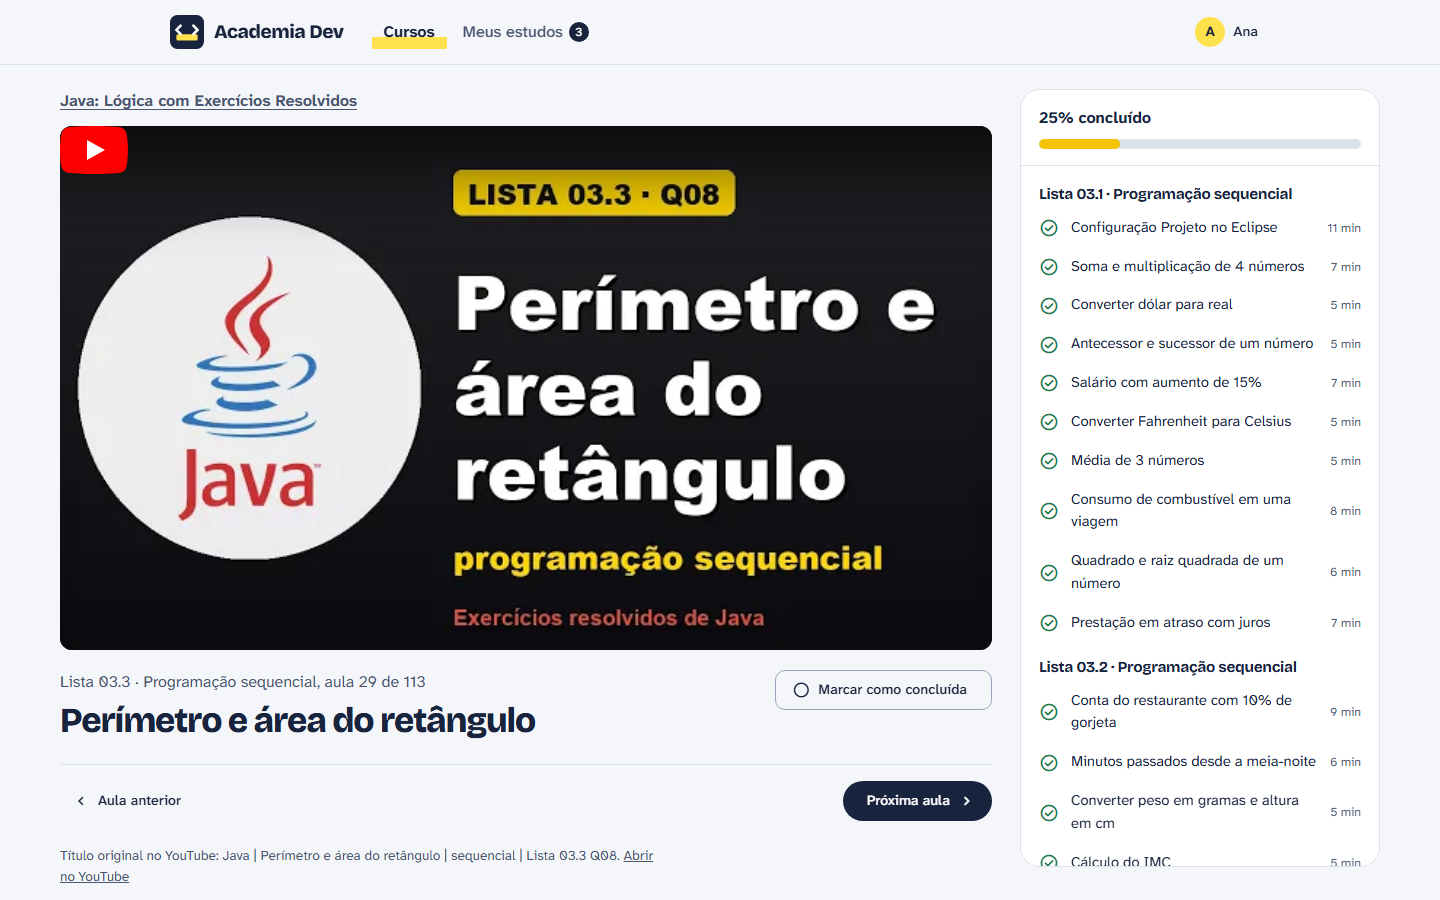 Academia Dev
Cursos
Meus estudos 3
A Ana
Java: Lógica com Exercícios Resolvidos
LISTA 03.3 · Q08
Perímetro e
área do
retângulo
programação sequencial
Exercícios resolvidos de Java
Java™
Lista 03.3 · Programação sequencial, aula 29 de 113
Perímetro e área do retângulo
Marcar como concluída
Aula anterior
Próxima aula
Título original no YouTube: Java | Perímetro e área do retângulo | sequencial | Lista 03.3 Q08. Abrir
no YouTube
25% concluído
Lista 03.1 · Programação sequencial
Configuração Projeto no Eclipse 11 min
Soma e multiplicação de 4 números 7 min
Converter dólar para real 5 min
Antecessor e sucessor de um número 5 min
Salário com aumento de 15% 7 min
Converter Fahrenheit para Celsius 5 min
Média de 3 números 5 min
Consumo de combustível em uma
viagem 8 min
Quadrado e raiz quadrada de um
número 6 min
Prestação em atraso com juros 7 min
Lista 03.2 · Programação sequencial
Conta do restaurante com 10% de
gorjeta 9 min
Minutos passados desde a meia-noite 6 min
Converter peso em gramas e altura
em cm 5 min
Cálculo do IMC 5 min